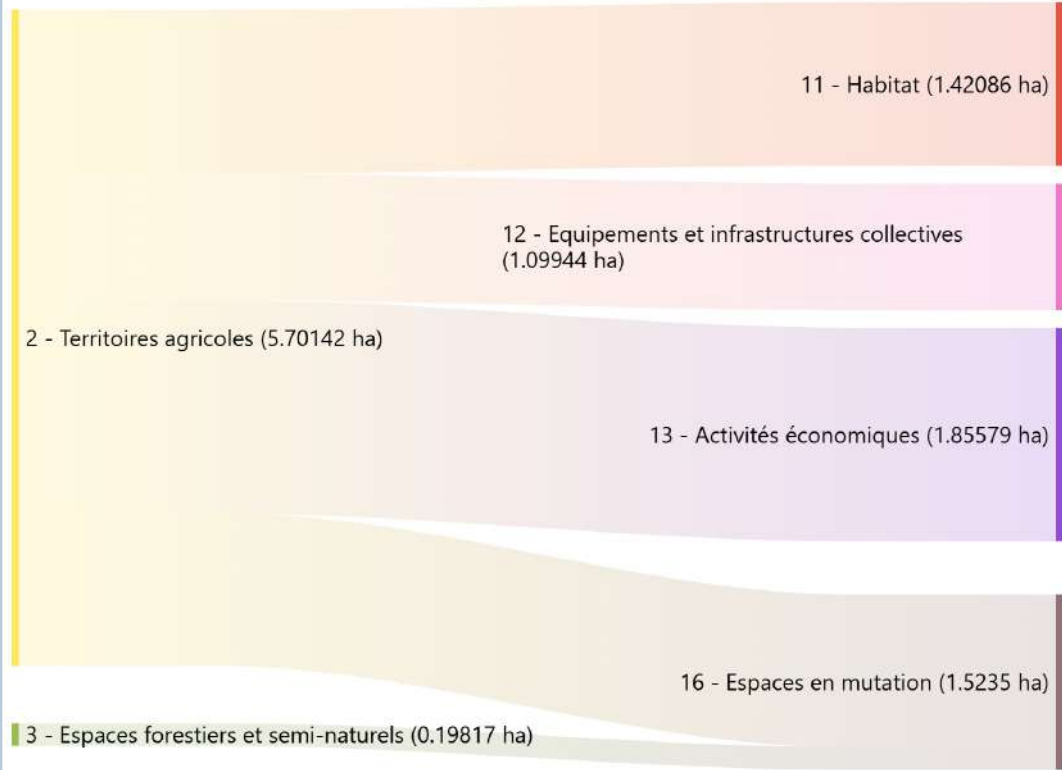 11 - Habitat (1.42086 ha)
12 - Equipements et infrastructures collectives
(1.09944 ha)
2 - Territoires agricoles (5.70142 ha)
13 - Activités économiques (1.85579 ha)
16 - Espaces en mutation (1.5235 ha)
3 - Espaces forestiers et semi-naturels (0.19817 ha)